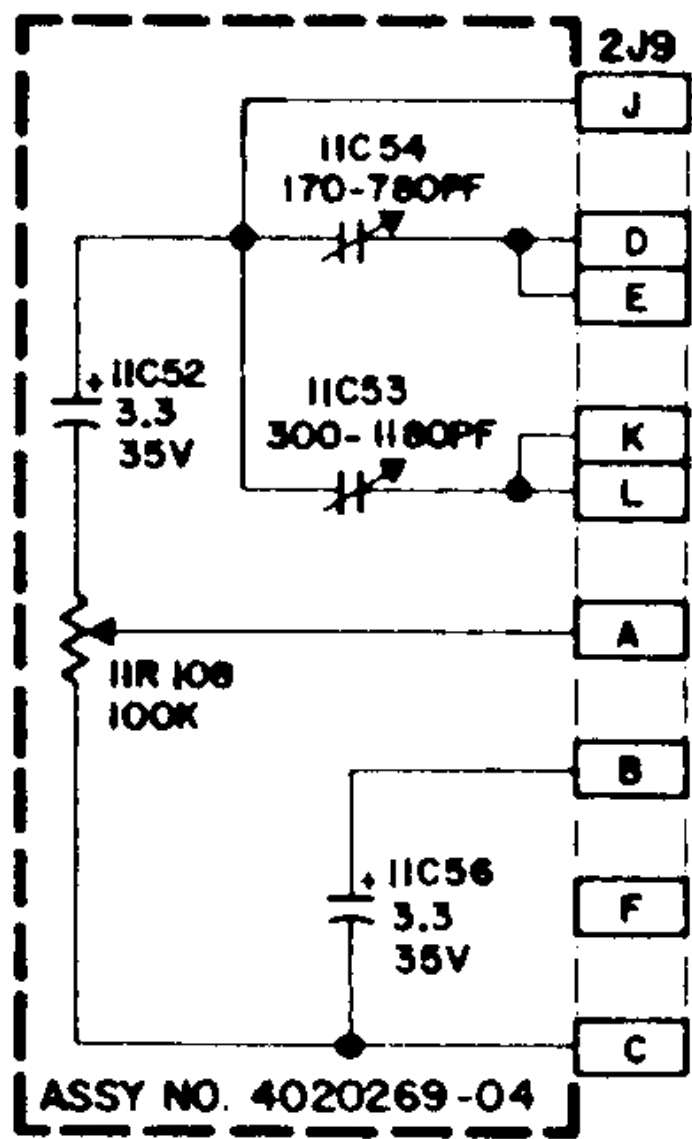 2J9
J
11C54
170-780PF
D
E
+ 11C52
3.3
35V
11C53
300-1180PF
K
L
A
11R 108
100K
B
+ 11C56
3.3
35V
F
C
ASSY NO. 4020269-04